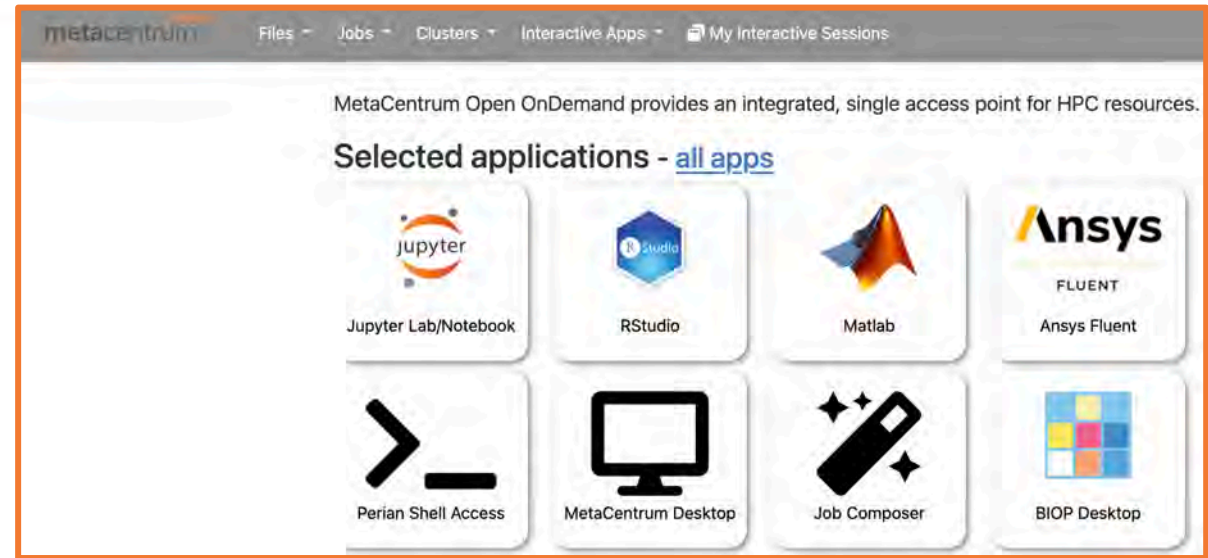 metacentrum Files Jobs Clusters Interactive Apps My Interactive Sessions
MetaCentrum Open OnDemand provides an integrated, single access point for HPC resources.
Selected applications - all apps
jupyter
R Studio
Ansys
FLUENT
Jupyter Lab/Notebook
RStudio
Matlab
Ansys Fluent
Perian Shell Access
MetaCentrum Desktop
Job Composer
BIOP Desktop